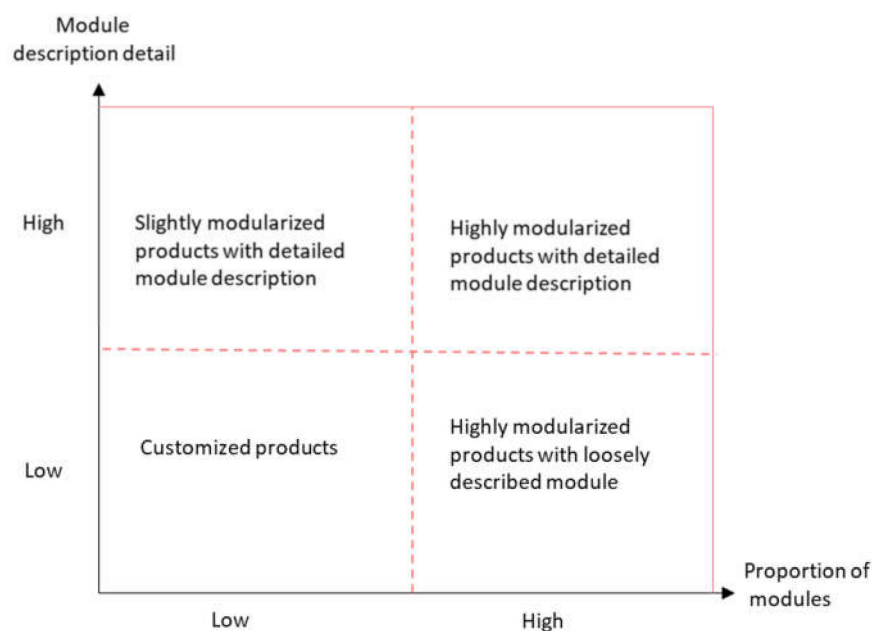 Module
description detail
High
Slightly modularized
products with detailed
module description
Highly modularized
products with detailed
module description
Low
Customized products
Highly modularized
products with loosely
described module
Proportion of
modules
Low
High